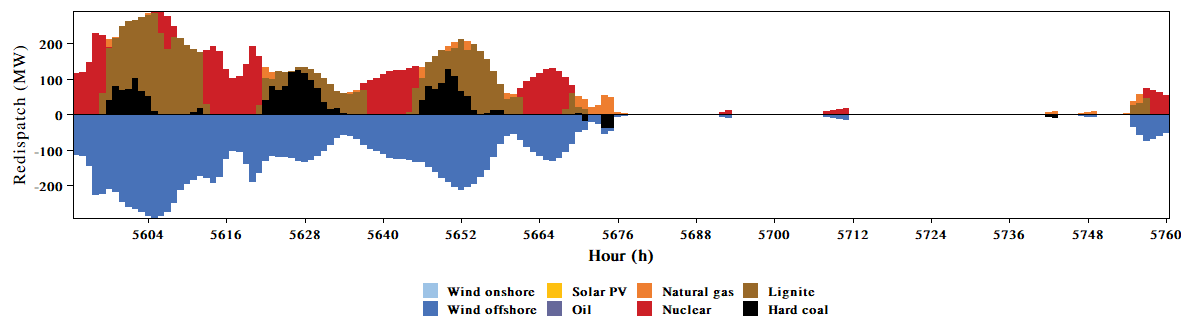 Redispatch (MW)
200
100
0
-100
-200
5604 5616 5628 5640 5652 5664 5676 5688 5700 5712 5724 5736 5748 5760
Hour (h)
Wind onshore Solar PV Natural gas Lignite
Wind offshore Oil Nuclear Hard coal